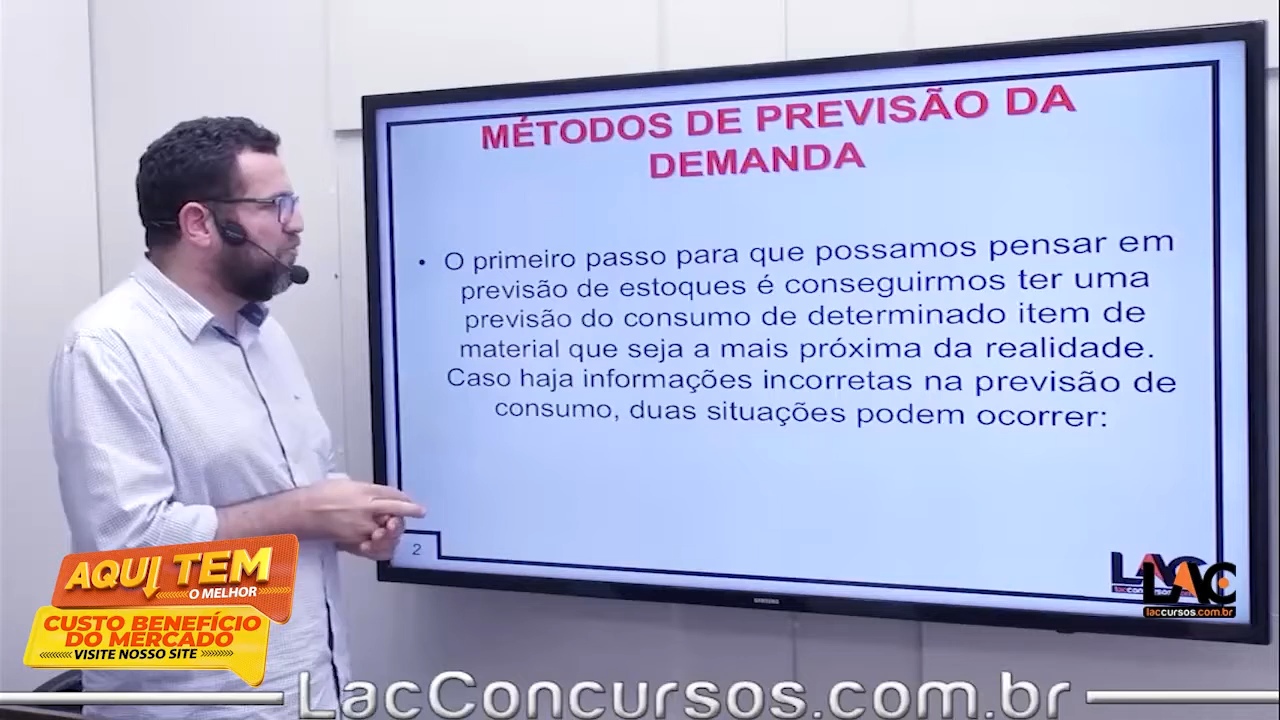 MÉTODOS DE PREVISÃO DA
DEMANDA
• O primeiro passo para que possamos pensar em
previsão de estoques é conseguirmos ter uma
previsão do consumo de determinado item de
material que seja a mais próxima da realidade.
Caso haja informações incorretas na previsão de
consumo, duas situações podem ocorrer:
2
LAC
laccursos.com.br
SAMSUNG
AQUI TEM
O MELHOR
CUSTO BENEFÍCIO
DO MERCADO
VISITE NOSSO SITE
LacConcursos.com.br